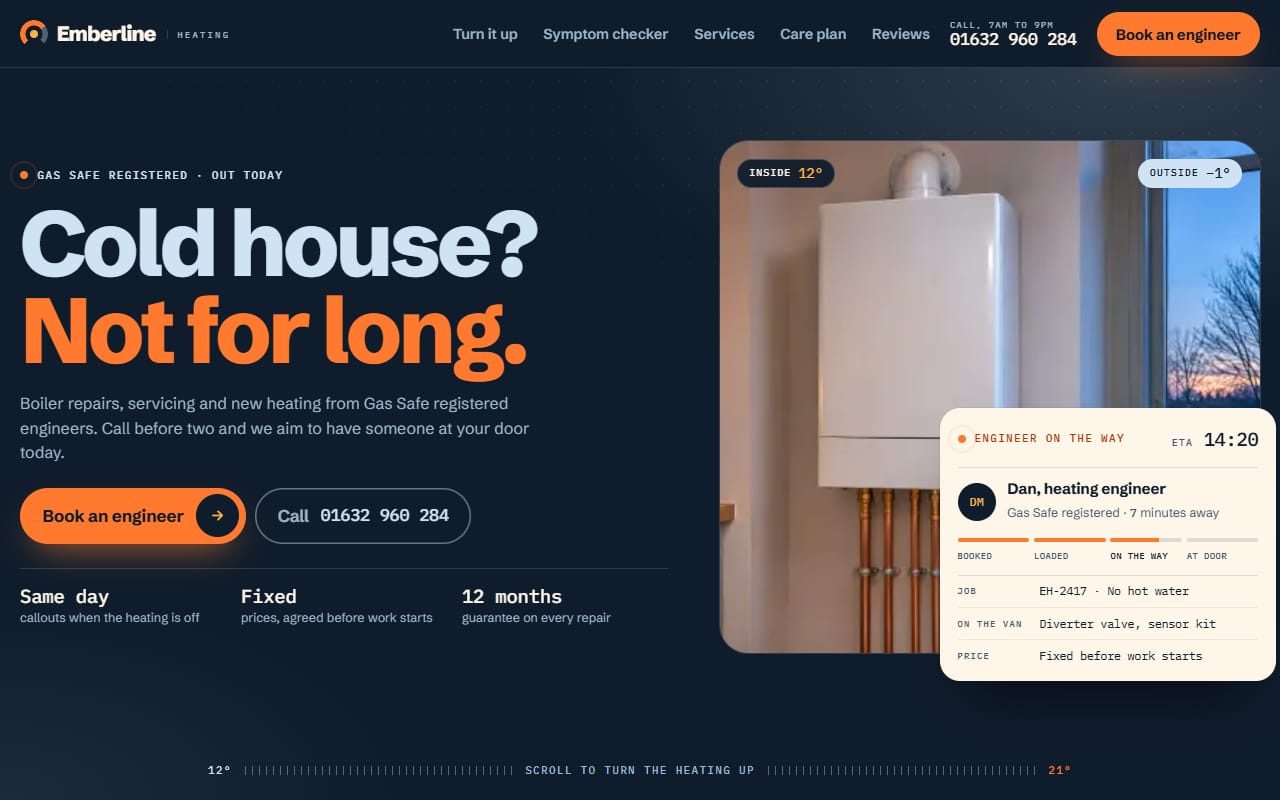 Emberline HEATING
Turn it up Symptom checker Services Care plan Reviews
CALL, 7AM TO 9PM
01632 960 284
Book an engineer
GAS SAFE REGISTERED · OUT TODAY
Cold house?
Not for long.
Boiler repairs, servicing and new heating from Gas Safe registered
engineers. Call before two and we aim to have someone at your door
today.
Book an engineer →
Call 01632 960 284
Same day
callouts when the heating is off
Fixed
prices, agreed before work starts
12 months
guarantee on every repair
INSIDE 12°
OUTSIDE −1°
ENGINEER ON THE WAY ETA 14:20
DM
Dan, heating engineer
Gas Safe registered · 7 minutes away
BOOKED LOADED ON THE WAY AT DOOR
JOB EH-2417 · No hot water
ON THE VAN Diverter valve, sensor kit
PRICE Fixed before work starts
12° SCROLL TO TURN THE HEATING UP 21°